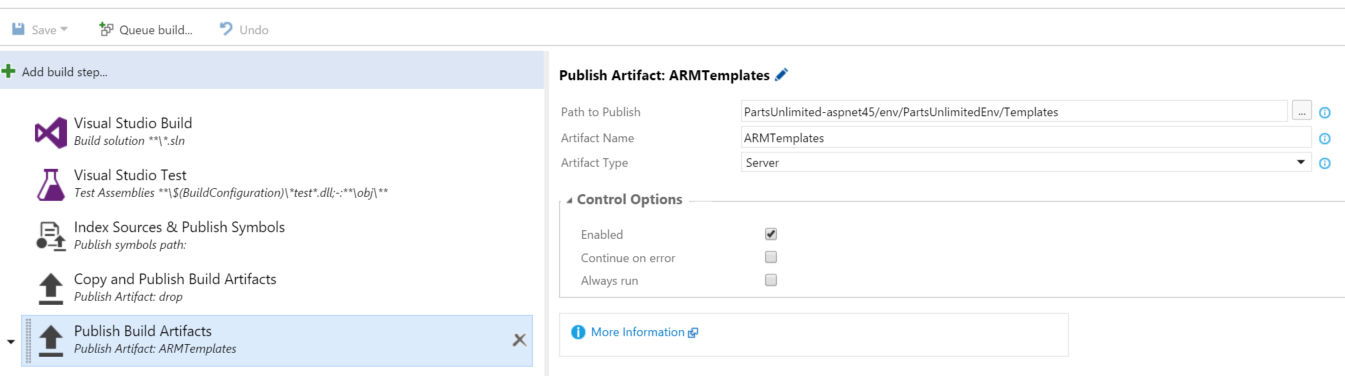 Save
Queue build...
Undo
Add build step...
Visual Studio Build
Build solution **\*.sln
Visual Studio Test
Test Assemblies **\$(BuildConfiguration)\*test*.dll;-:**\obj\**
Index Sources & Publish Symbols
Publish symbols path:
Copy and Publish Build Artifacts
Publish Artifact: drop
Publish Build Artifacts
Publish Artifact: ARMTemplates
Publish Artifact: ARMTemplates
Path to Publish PartsUnlimited-aspnet45/env/PartsUnlimitedEnv/Templates ...
Artifact Name ARMTemplates
Artifact Type Server
Control Options
Enabled
Continue on error
Always run
More Information